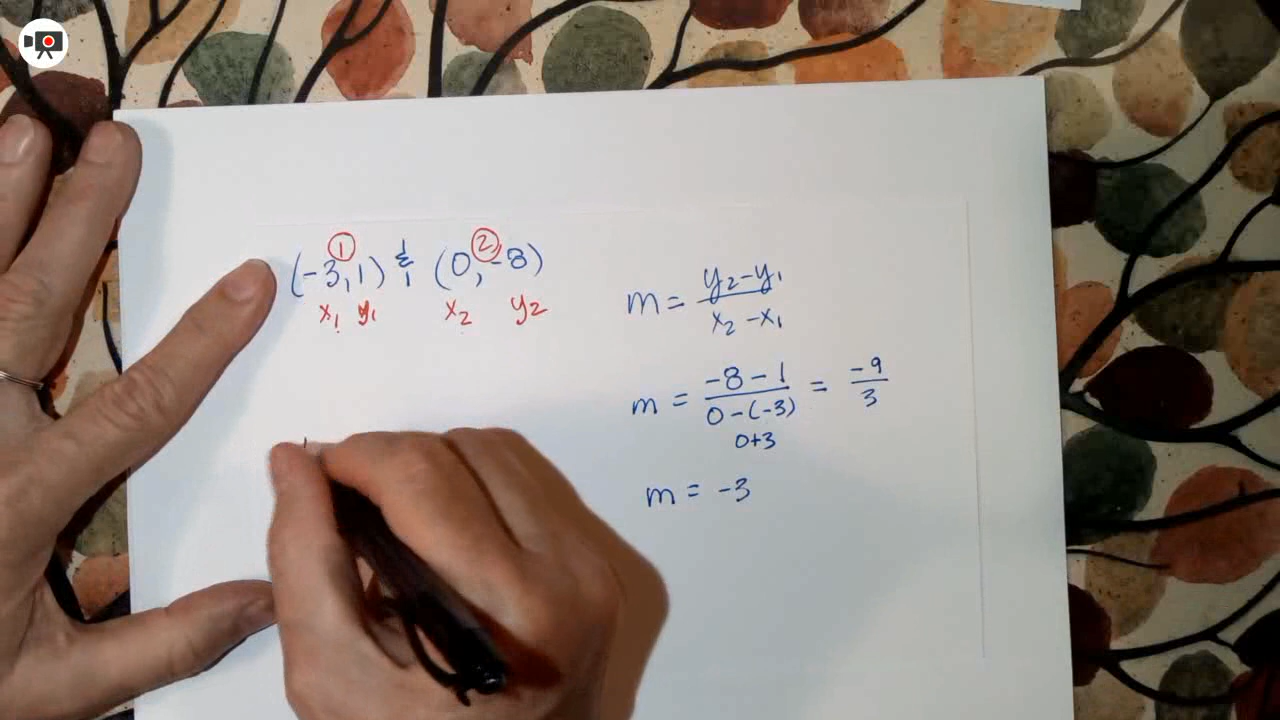 ① ②
(-3, 1) & (0, -8)
x₁ y₁ x₂ y₂
m = y₂-y₁ / x₂-x₁
m = -8-1 / 0-(-3) = -9 / 3
0+3
m = -3